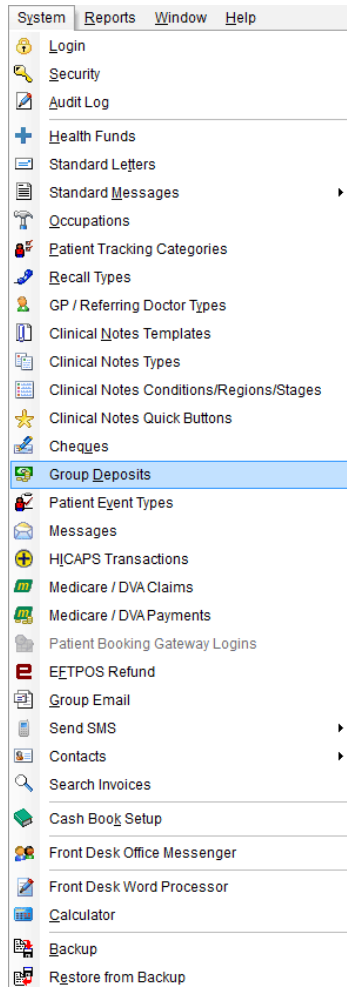 System Reports Window Help
Login
Security
Audit Log
Health Funds
Standard Letters
Standard Messages
Occupations
Patient Tracking Categories
Recall Types
GP / Referring Doctor Types
Clinical Notes Templates
Clinical Notes Types
Clinical Notes Conditions/Regions/Stages
Clinical Notes Quick Buttons
Cheques
Group Deposits
Patient Event Types
Messages
HICAPS Transactions
Medicare / DVA Claims
Medicare / DVA Payments
Patient Booking Gateway Logins
EFTPOS Refund
Group Email
Send SMS
Contacts
Search Invoices
Cash Book Setup
Front Desk Office Messenger
Front Desk Word Processor
Calculator
Backup
Restore from Backup